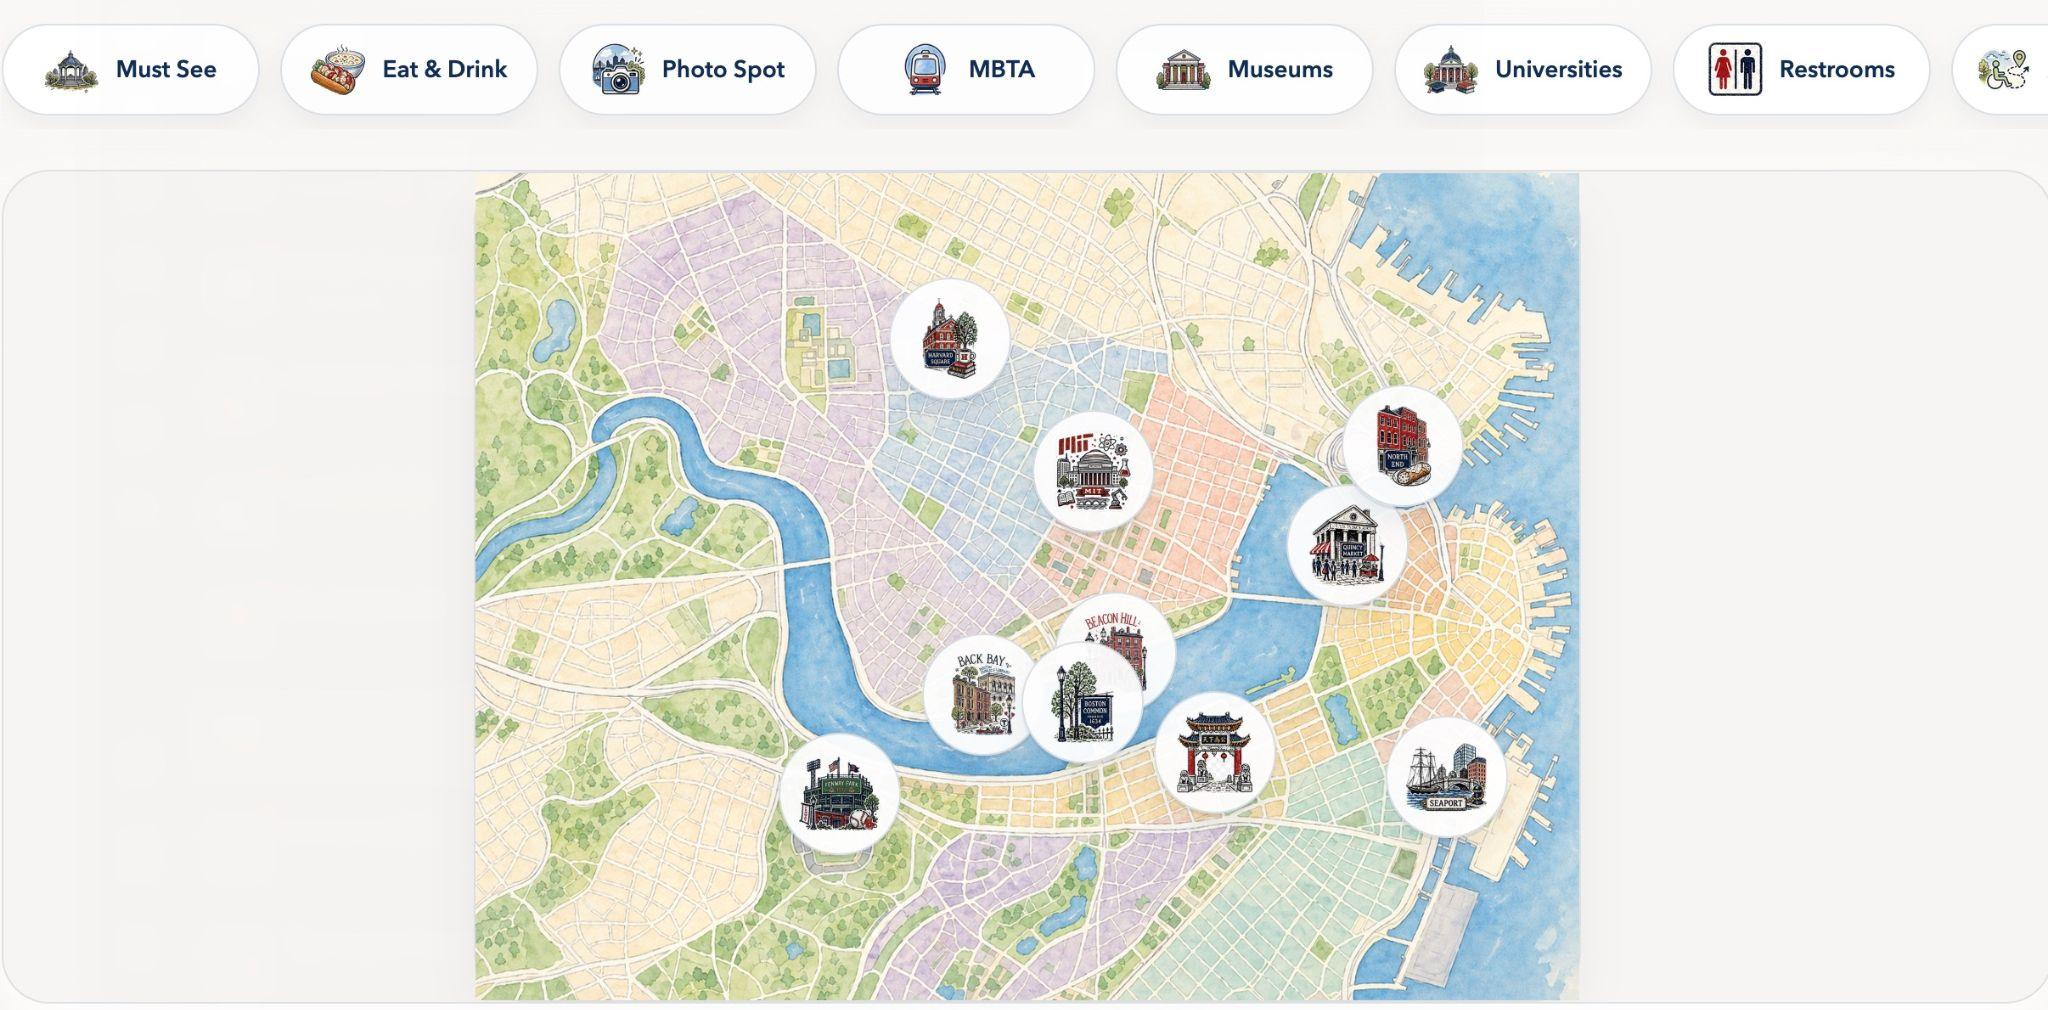 Must See
Eat & Drink
Photo Spot
MBTA
Museums
Universities
Restrooms
HARVARD
SQUARE
MIT
MIT
NORTH
END
QUINCY
MARKET
BEACON HILL
BACK BAY
BOSTON
COMMON
1634
FENWAY PARK
SEAPORT